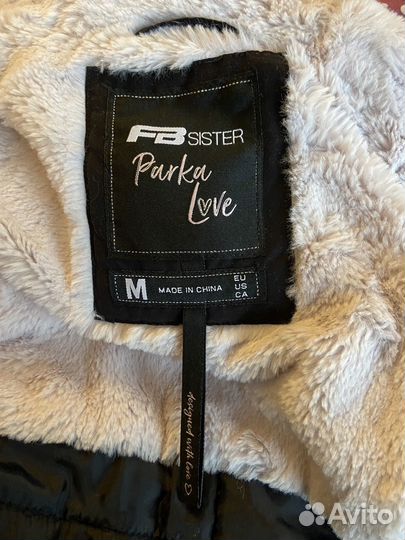 FB SISTER
Parka
Love
M MADE IN CHINA EU
US
CA
designed with love
Avito